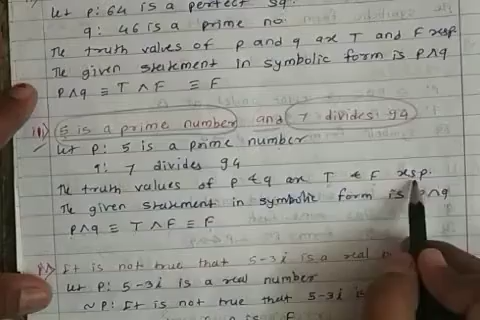 Let p: 64 is a perfect sq.
q: 46 is a prime no.
The truth values of p and q are T and F resp.
The given statement in symbolic form is p∧q
p∧q ≡ T∧F ≡ F
5 is a prime number and 7 divides 94
Let p: 5 is a prime number
q: 7 divides 94
The truth values of p & q are T & F resp.
The given statement in symbolic form is p∧q
p∧q ≡ T∧F ≡ F
It is not true that 5-3i is a real
Let p: 5-3i is a real number
~p: It is not true that 5-3i is